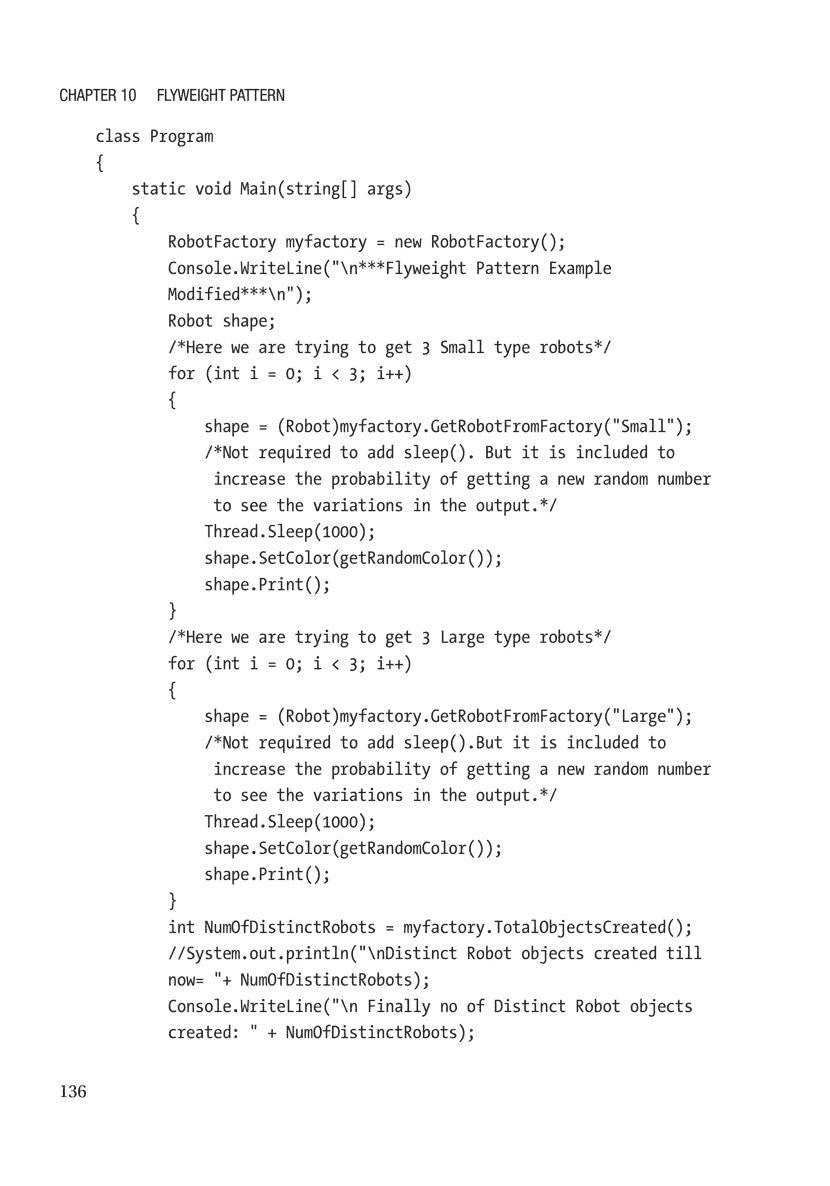 CHAPTER 10 FLYWEIGHT PATTERN
class Program
{
static void Main(string[] args)
{
RobotFactory myfactory = new RobotFactory();
Console.WriteLine("\n***Flyweight Pattern Example
Modified***\n");
Robot shape;
/*Here we are trying to get 3 Small type robots*/
for (int i = 0; i < 3; i++)
{
shape = (Robot)myfactory.GetRobotFromFactory("Small");
/*Not required to add sleep(). But it is included to
increase the probability of getting a new random number
to see the variations in the output.*/
Thread.Sleep(1000);
shape.SetColor(getRandomColor());
shape.Print();
}
/*Here we are trying to get 3 Large type robots*/
for (int i = 0; i < 3; i++)
{
shape = (Robot)myfactory.GetRobotFromFactory("Large");
/*Not required to add sleep().But it is included to
increase the probability of getting a new random number
to see the variations in the output.*/
Thread.Sleep(1000);
shape.SetColor(getRandomColor());
shape.Print();
}
int NumOfDistinctRobots = myfactory.TotalObjectsCreated();
//System.out.println("\nDistinct Robot objects created till
now= "+ NumOfDistinctRobots);
Console.WriteLine("\n Finally no of Distinct Robot objects
created: " + NumOfDistinctRobots);
136